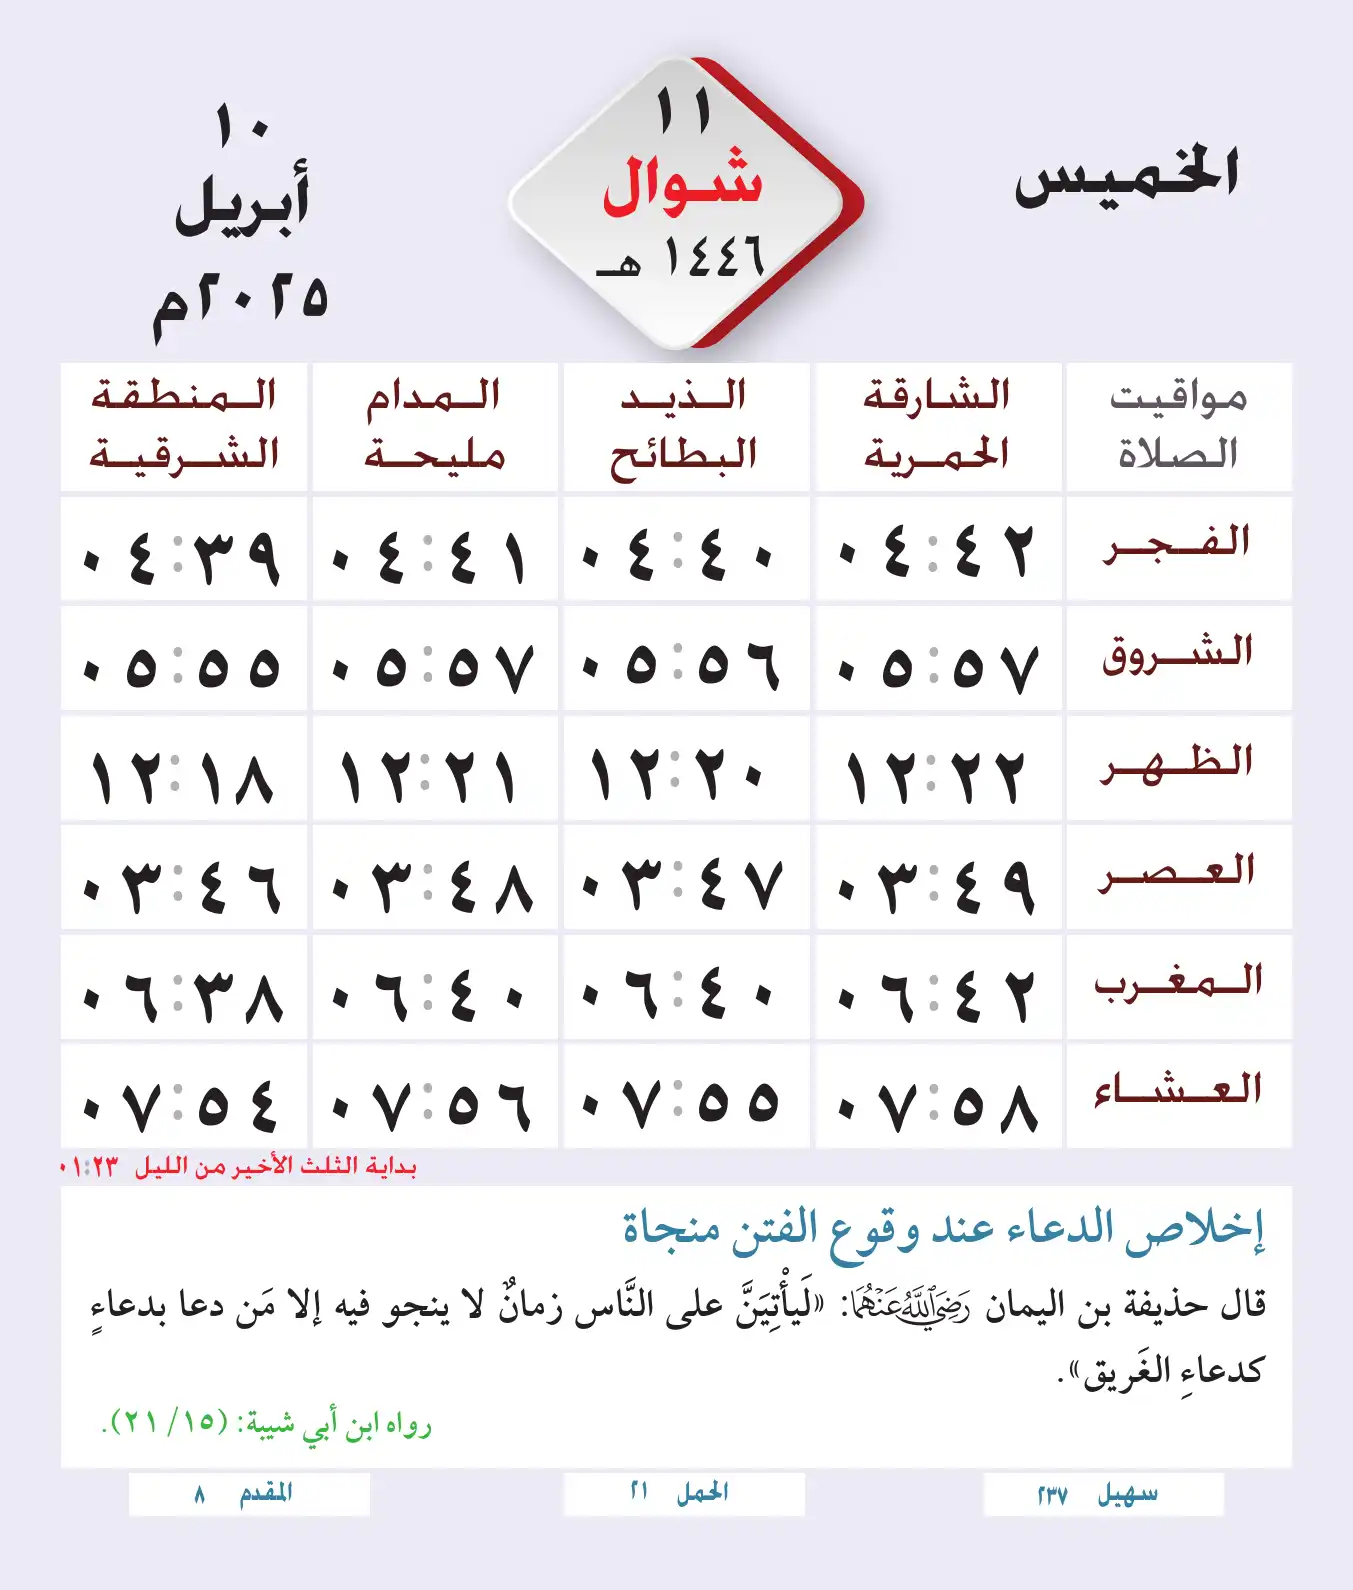 الخميس
١١
شوال
١٤٤٦ هـ
١٠
أبريل
٢٠٢٥م
مواقيت الصلاة
الشارقة الحمرية
الذيد البطائح
المدام مليحة
المنطقة الشرقية
الفجر ٠٤:٤٢ ٠٤:٤٠ ٠٤:٤١ ٠٤:٣٩
الشروق ٠٥:٥٧ ٠٥:٥٦ ٠٥:٥٧ ٠٥:٥٥
الظهر ١٢:٢٢ ١٢:٢٠ ١٢:٢١ ١٢:١٨
العصر ٠٣:٤٩ ٠٣:٤٧ ٠٣:٤٨ ٠٣:٤٦
المغرب ٠٦:٤٢ ٠٦:٤٠ ٠٦:٤٠ ٠٦:٣٨
العشاء ٠٧:٥٨ ٠٧:٥٥ ٠٧:٥٦ ٠٧:٥٤
بداية الثلث الأخير من الليل ٠١:٢٣
إخلاص الدعاء عند وقوع الفتن منجاة
قال حذيفة بن اليمان رَضِيَ اللَّهُ عَنْهُمَا: «لَيأْتِيَنَّ على النَّاس زمانٌ لا ينجو فيه إلا مَن دعا بدعاءٍ
كدعاءِ الغَريق».
رواه ابن أبي شيبة: (٢١/١٥).
سهيل ٢٣٧
الحمل ٢١
المقدم ٨